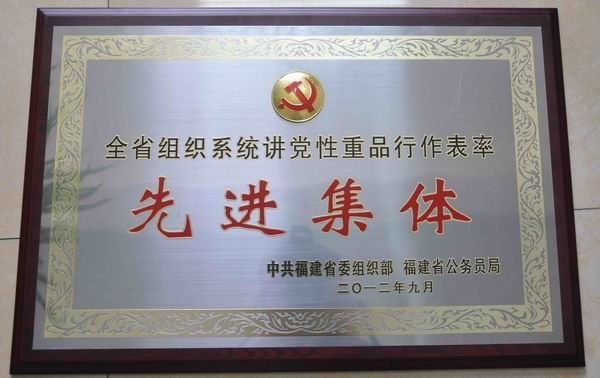 全省组织系统讲党性重品行作表率
先进集体
中共福建省委组织部 福建省公务员局
二〇一二年九月